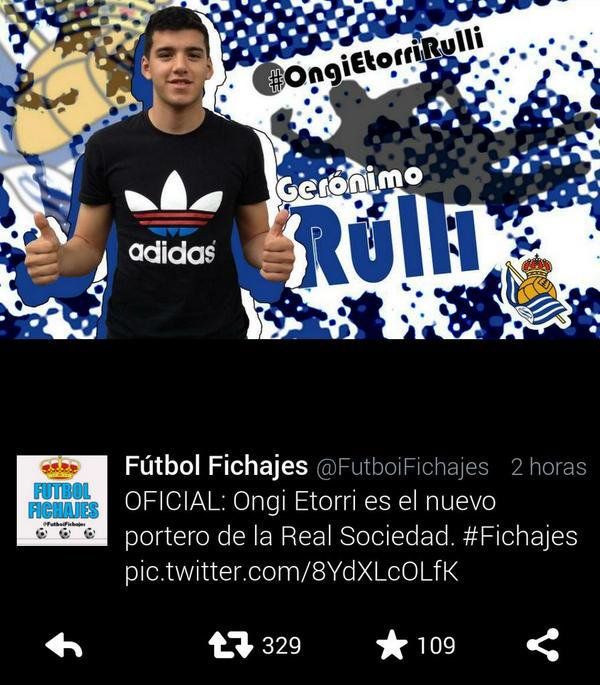 #OngiEtorriRulli
Gerónimo
Rulli
adidas
Fútbol Fichajes @FutboiFichajes 2 horas
FUTBOL
FICHAJES
@FutboiFichajes
OFICIAL: Ongi Etorri es el nuevo
portero de la Real Sociedad. #Fichajes
pic.twitter.com/8YdXLcOLfK
329
109